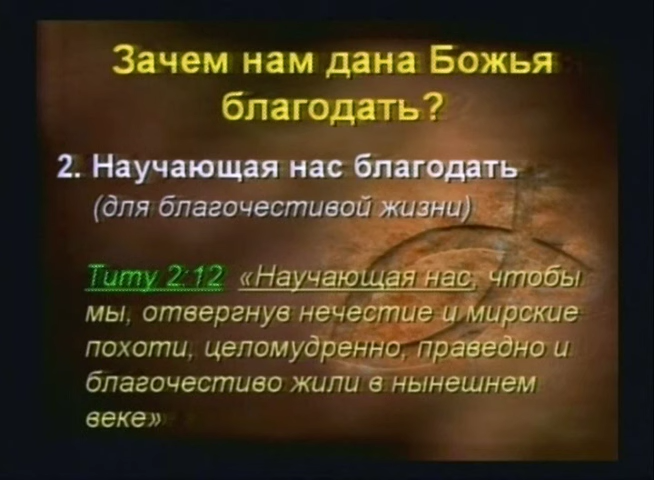 Зачем нам дана Божья
благодать?
2. Научающая нас благодать
(для благочестивой жизни)
Титу 2:12 «Научающая нас, чтобы
мы, отвергнув нечестие и мирские
похоти, целомудренно, праведно и
благочестиво жили в нынешнем
веке»